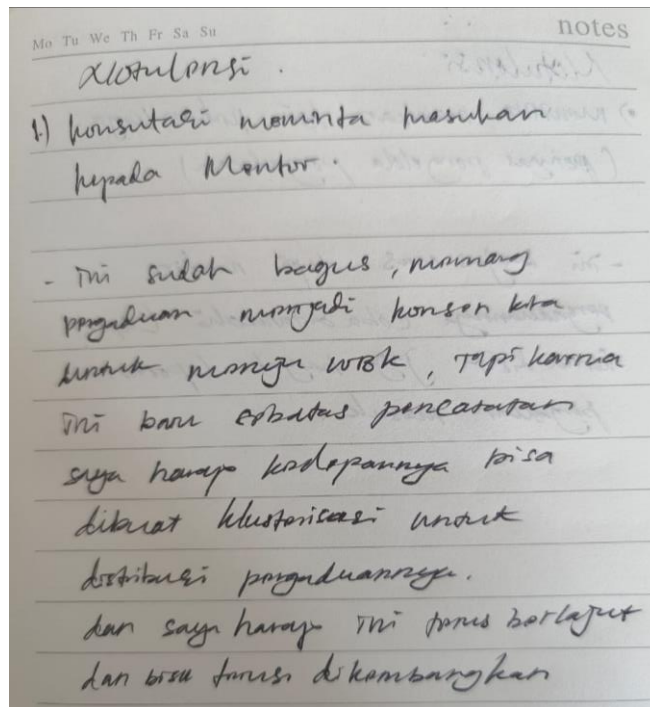 Mo Tu We Th Fr Sa Su
notes
Notulensi.
1.) konsultasi meminta masukan
kepada Mentor.
- ini sudah bagus, memang
pengaduan menjadi konsen kita
untuk menuju WBK, Tapi karena
ini baru sebatas pencatatan
saya harap kedepannya bisa
dibuat klusterisasi untuk
distribusi pengaduannya.
dan saya harap ini terus berlajut
dan bisa terus dikembangkan